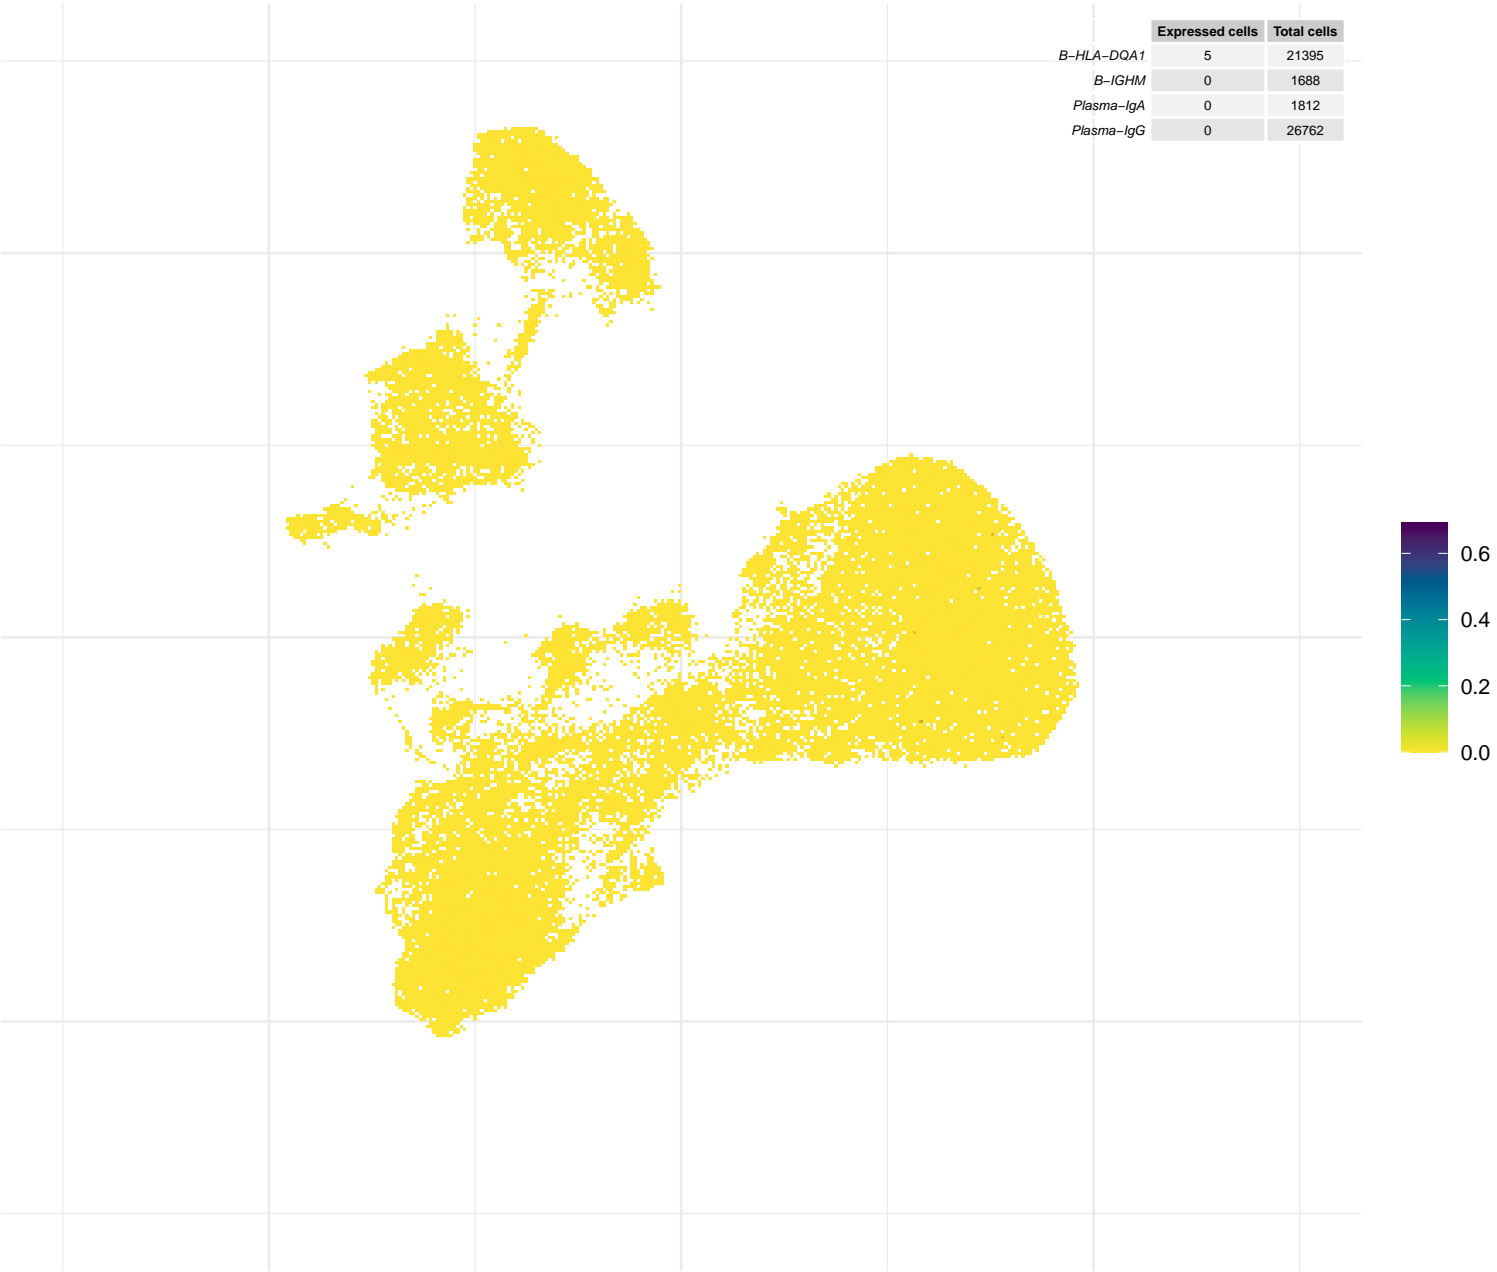 Expressed cells Total cells
B−HLA−DQA1 5 21395
B−IGHM 0 1688
Plasma−IgA 0 1812
Plasma−IgG 0 26762
0.6
0.4
0.2
0.0